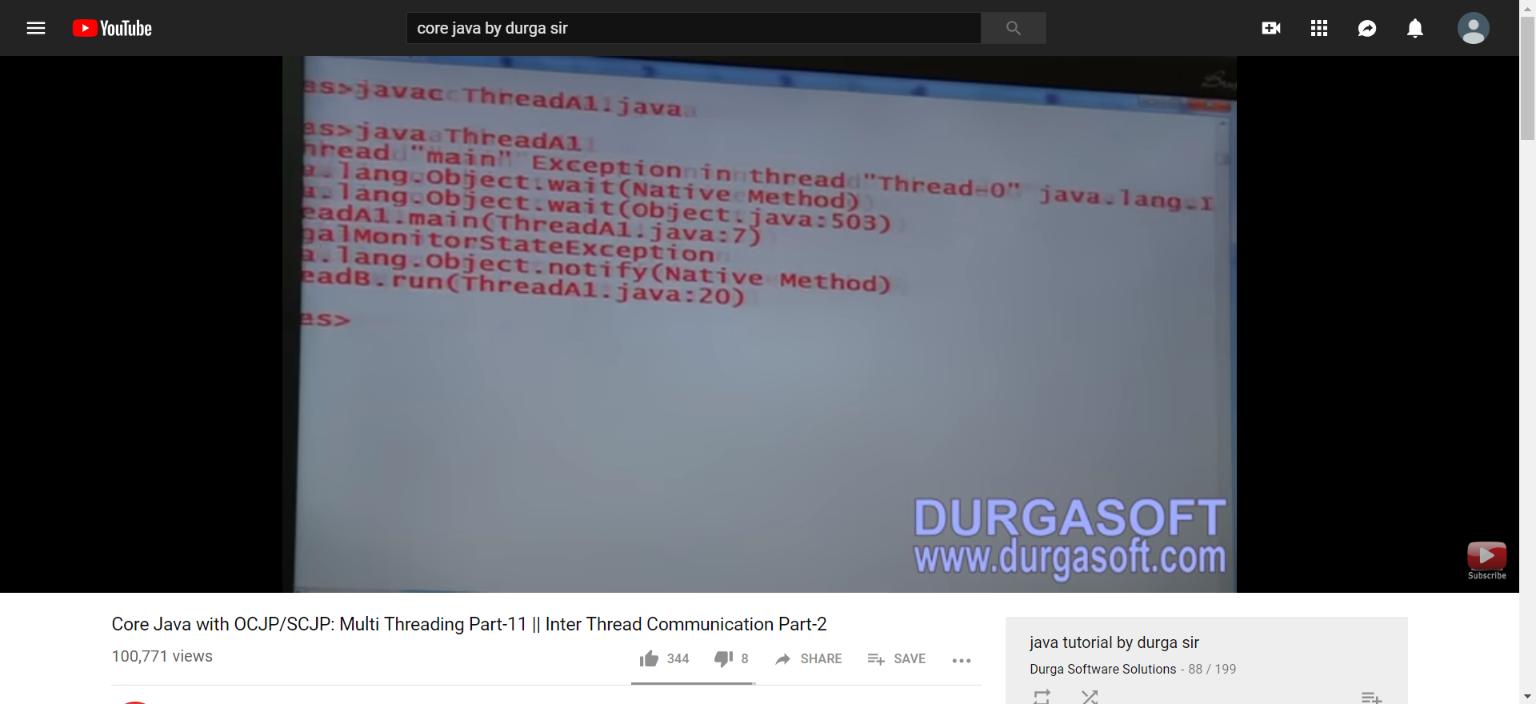 YouTube
core java by durga sir
as>javac ThreadA1.java
as>java ThreadA1
hread "main" Exception in thread "Thread-0" java.lang.I
a.lang.Object.wait(Native Method)
a.lang.Object.wait(Object.java:503)
eadA1.main(ThreadA1.java:7)
galMonitorStateException
a.lang.Object.notify(Native Method)
eadB.run(ThreadA1.java:20)
as>
DURGASOFT
www.durgasoft.com
Subscribe
Core Java with OCJP/SCJP: Multi Threading Part-11 || Inter Thread Communication Part-2
100,771 views
344
8
SHARE
SAVE
java tutorial by durga sir
Durga Software Solutions - 88 / 199